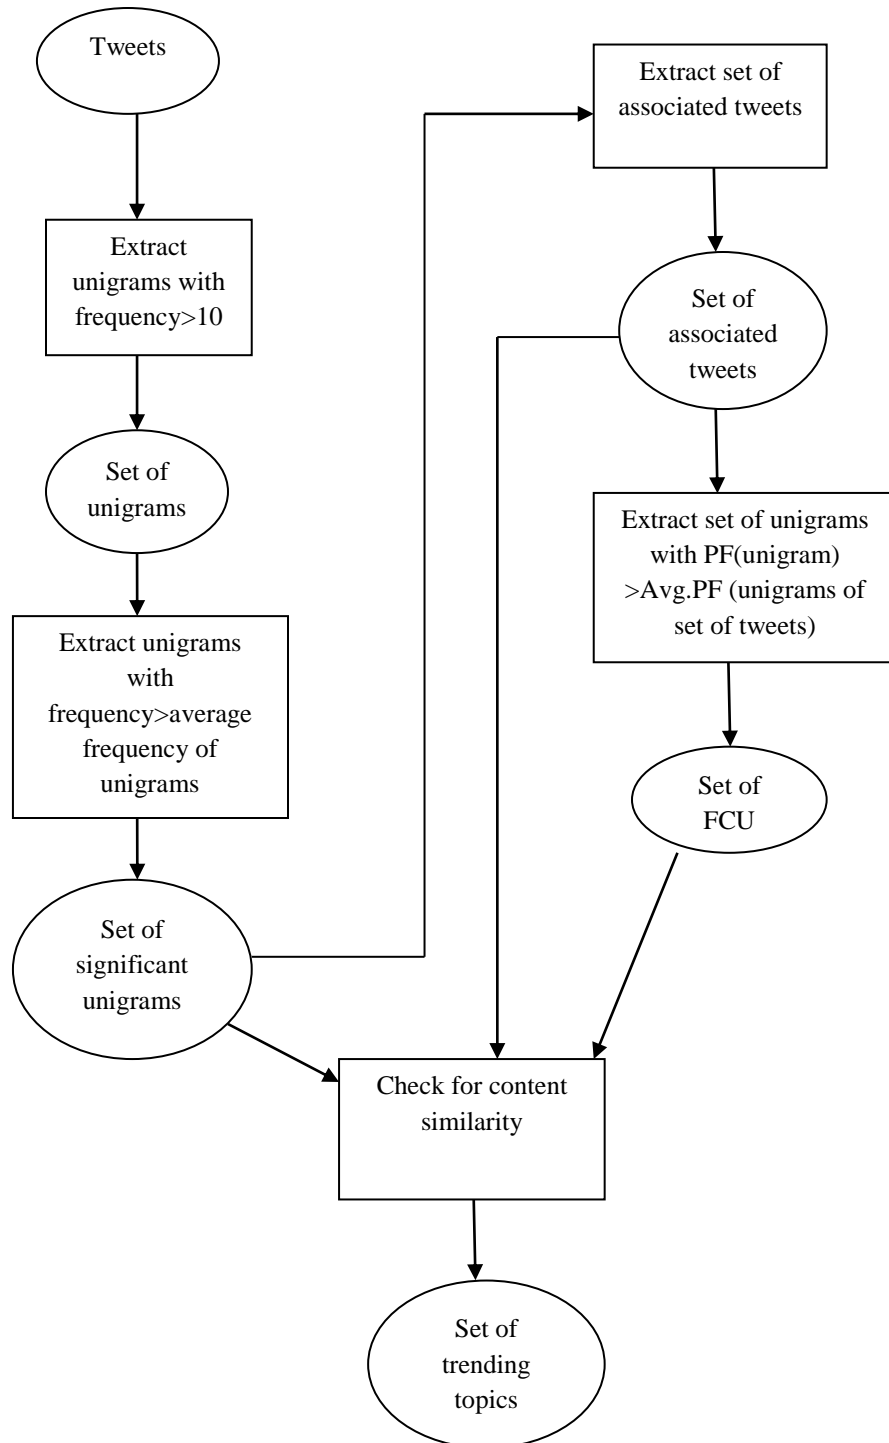 Tweets
Extract
unigrams with
frequency>10
Set of
unigrams
Extract unigrams
with
frequency>average
frequency of
unigrams
Set of
significant
unigrams
Extract set of
associated tweets
Set of
associated
tweets
Extract set of unigrams
with PF(unigram)
>Avg.PF (unigrams of
set of tweets)
Set of
FCU
Check for content
similarity
Set of
trending
topics